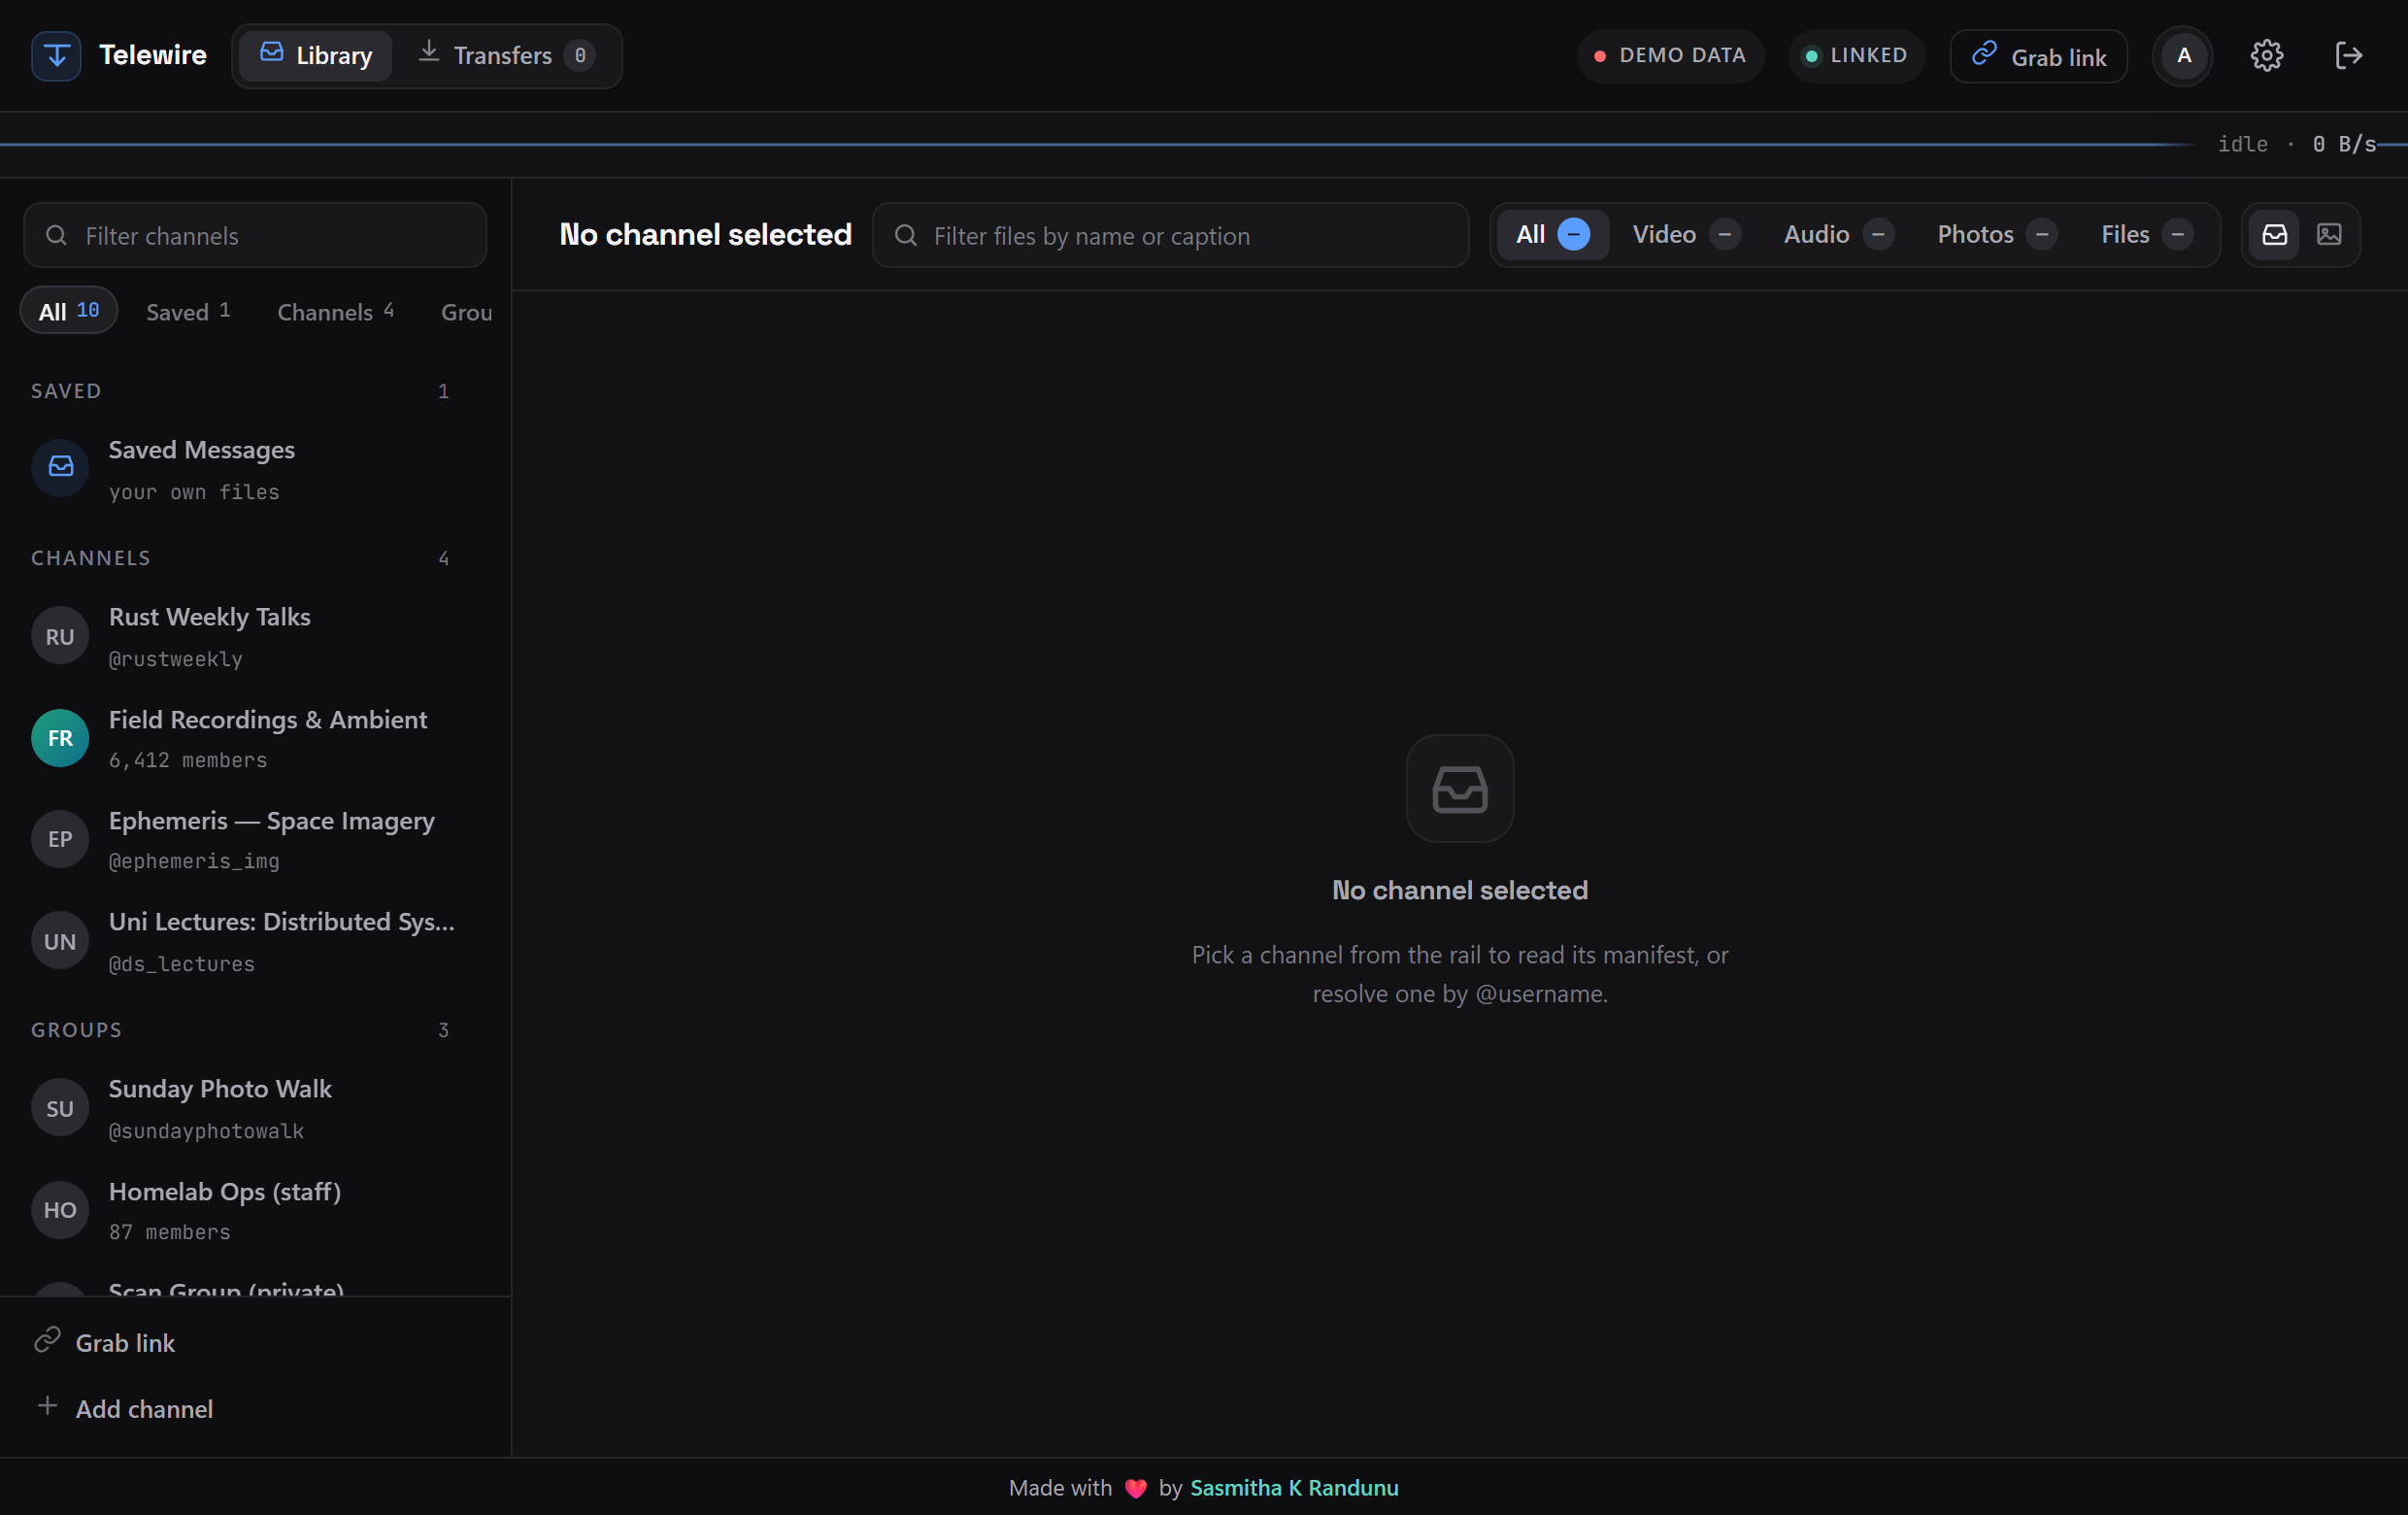 Telewire
Library
Transfers 0
DEMO DATA
LINKED
Grab link
A
idle · 0 B/s
Filter channels
All 10
Saved 1
Channels 4
Grou
SAVED 1
Saved Messages
your own files
CHANNELS 4
RU
Rust Weekly Talks
@rustweekly
FR
Field Recordings & Ambient
6,412 members
EP
Ephemeris — Space Imagery
@ephemeris_img
UN
Uni Lectures: Distributed Sys...
@ds_lectures
GROUPS 3
SU
Sunday Photo Walk
@sundayphotowalk
HO
Homelab Ops (staff)
87 members
Scan Group (private)
Grab link
Add channel
No channel selected
Filter files by name or caption
All –
Video –
Audio –
Photos –
Files –
No channel selected
Pick a channel from the rail to read its manifest, or
resolve one by @username.
Made with ❤️ by Sasmitha K Randunu